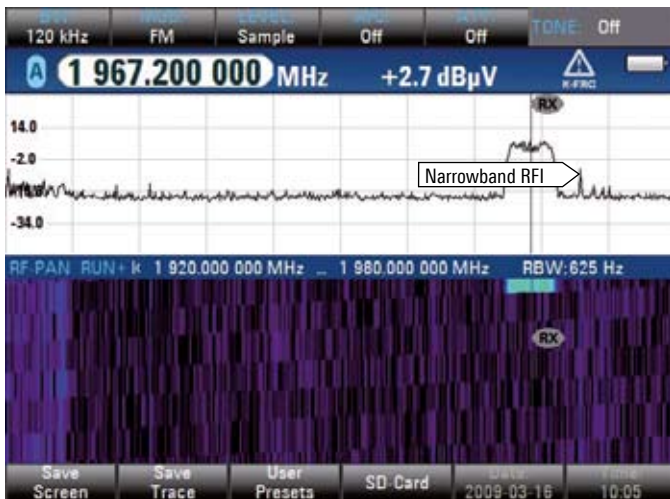 120 kHz FM Sample Off Off TONE: Off
A 1 967.200 000 MHz +2.7 dBµV
K-FRQ
RX
14.0
-2.0
Narrowband RFI
-34.0
RF-PAN RUN+ k 1 920.000 000 MHz ... 1 980.000 000 MHz RBW:625 Hz
RX
Save Screen
Save Trace
User Presets
SD-Card
2009-03-16
10:05